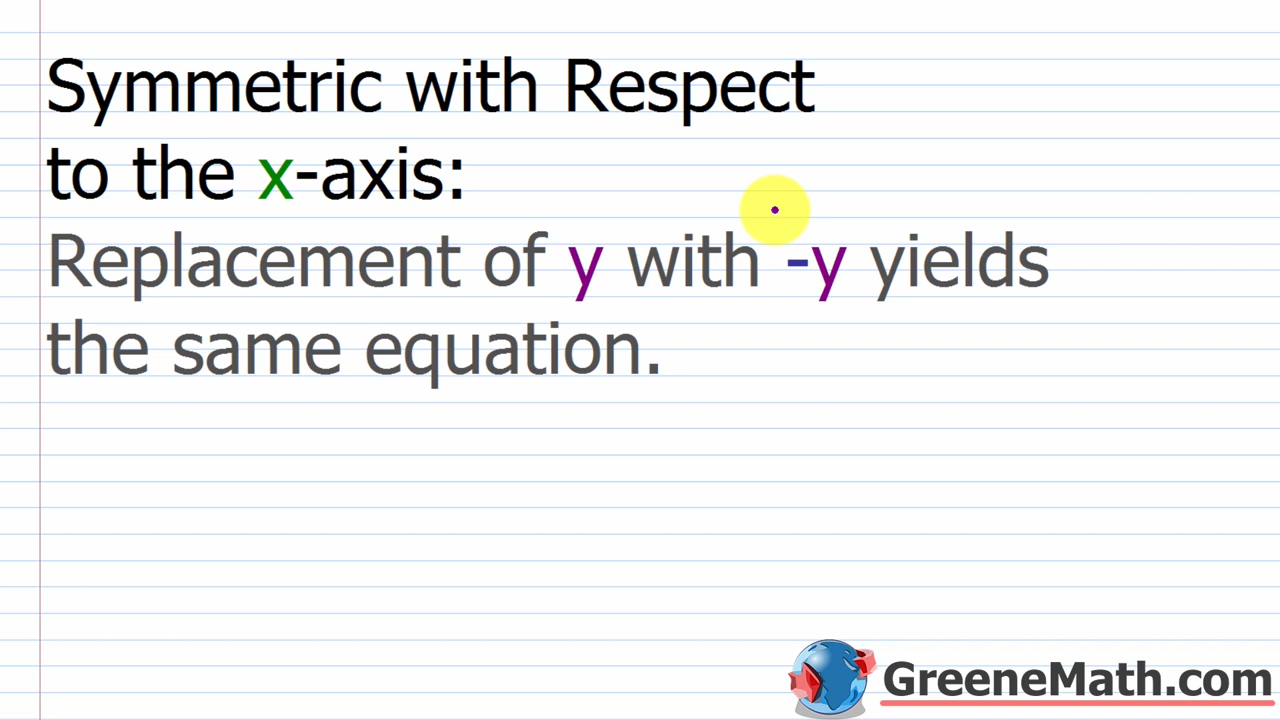 Symmetric with Respect
to the x-axis:
Replacement of y with -y yields
the same equation.
GreeneMath.com